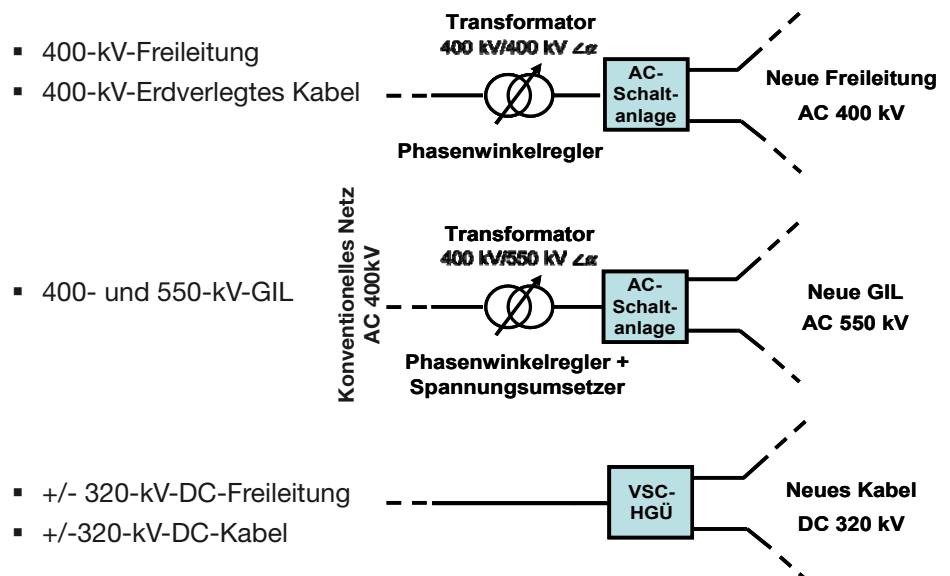 ▪ 400-kV-Freileitung
▪ 400-kV-Erdverlegtes Kabel
Transformator
400 kV/400 kV ∠α
Phasenwinkelregler
AC-
Schalt-
anlage
Neue Freileitung
AC 400 kV
Konventionelles Netz
AC 400kV
▪ 400- und 550-kV-GIL
Transformator
400 kV/550 kV ∠α
Phasenwinkelregler +
Spannungsumsetzer
AC-
Schalt-
anlage
Neue GIL
AC 550 kV
▪ +/- 320-kV-DC-Freileitung
▪ +/-320-kV-DC-Kabel
VSC-
HGÜ
Neues Kabel
DC 320 kV